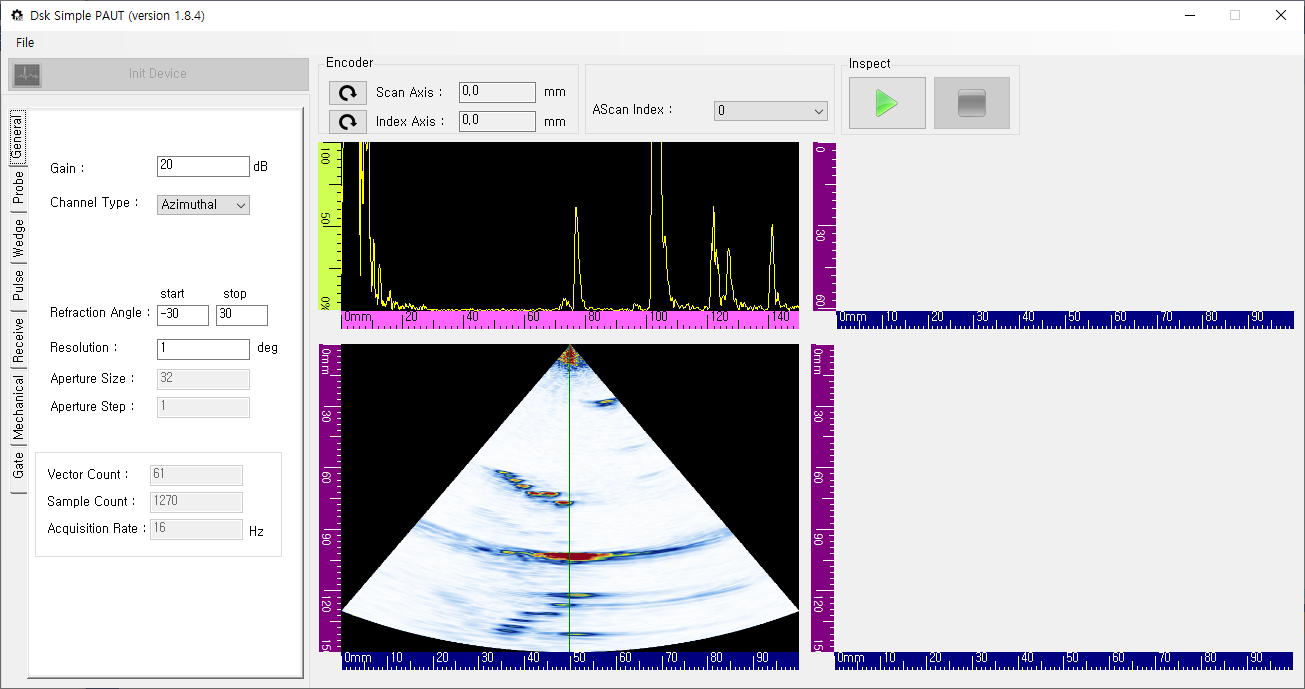 Dsk Simple PAUT (version 1.8.4)
File
Init Device
Encoder
Scan Axis : 0,0 mm
Index Axis : 0,0 mm
AScan Index : 0
Inspect
General
Probe
Wedge
Pulse
Receive
Mechanical
Gate
Gain : 20 dB
Channel Type : Azimuthal
start stop
Refraction Angle : -30 30
Resolution : 1 deg
Aperture Size : 32
Aperture Step : 1
Vector Count : 61
Sample Count : 1270
Acquisition Rate : 16 Hz
100
50
0%
0mm 20 40 60 80 100 120 140
0
30
60
0mm 10 20 30 40 50 60 70 80 90
0mm
30
60
90
120
15
0mm 10 20 30 40 50 60 70 80 90
0mm
30
60
90
120
15
0mm 10 20 30 40 50 60 70 80 90